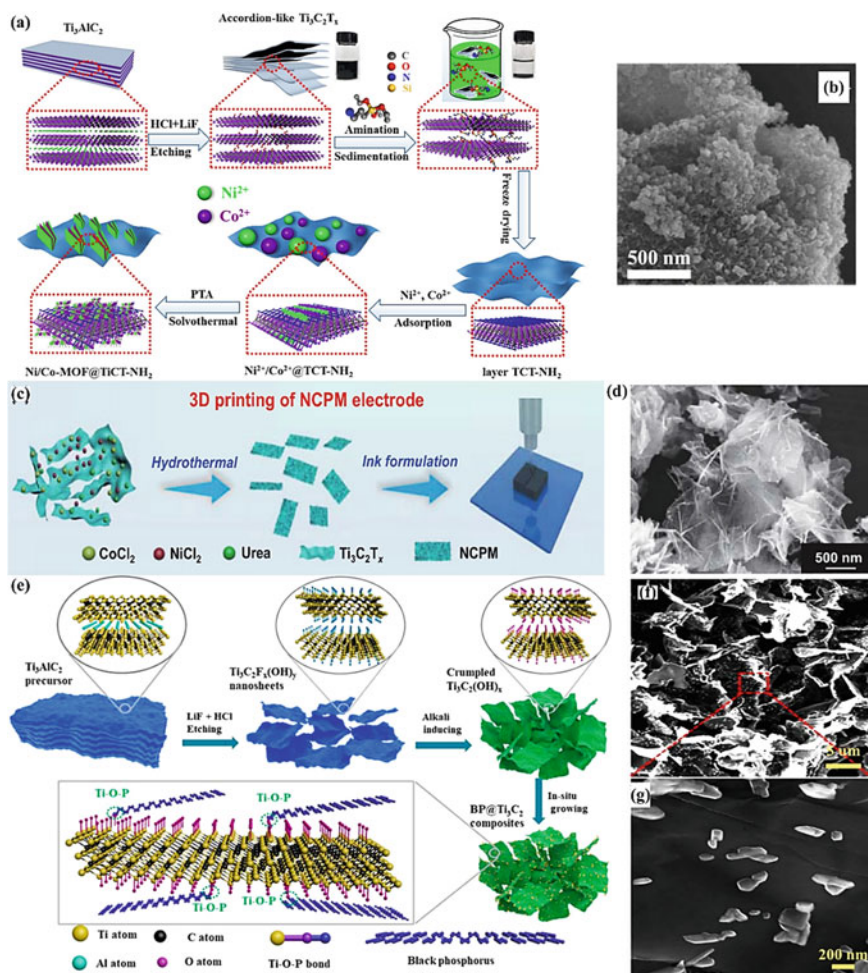 (a)
Ti₃AlC₂
Accordion-like Ti₃C₂Tₓ
C
O
N
Si
HCl+LiF
Etching
Amination
Sedimentation
Freeze drying
Ni²⁺
Co²⁺
PTA
Solvothermal
Ni²⁺, Co²⁺
Adsorption
Ni/Co-MOF@TiCT-NH₂
Ni²⁺/Co²⁺@TCT-NH₂
layer TCT-NH₂
(b)
500 nm
(c)
3D printing of NCPM electrode
Hydrothermal
Ink formulation
CoCl₂
NiCl₂
Urea
Ti₃C₂Tₓ
NCPM
(d)
500 nm
(e)
Ti₃AlC₂
precursor
LiF + HCl
Etching
Ti₃C₂Fₓ(OH)ᵧ
nanosheets
Alkali
inducing
Crumpled
Ti₃C₂(OH)ₓ
In-situ
growing
BP@Ti₃C₂
composites
Ti-O-P
Ti-O-P
Ti-O-P
Ti-O-P
Ti atom
C atom
Al atom
O atom
Ti-O-P bond
Black phosphorus
(f)
(g)
200 nm